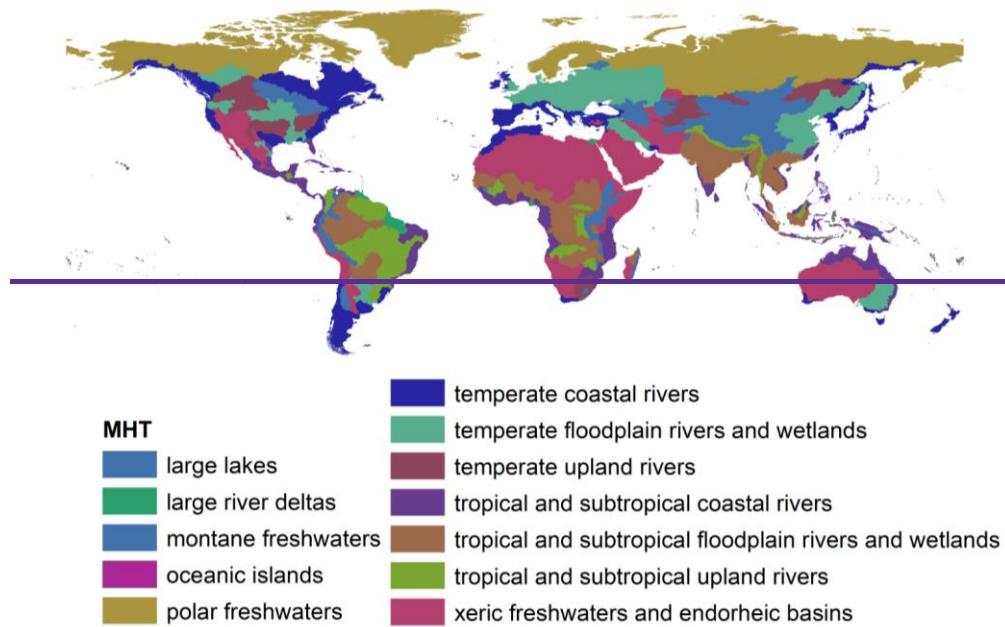 MHT
large lakes
large river deltas
montane freshwaters
oceanic islands
polar freshwaters
temperate coastal rivers
temperate floodplain rivers and wetlands
temperate upland rivers
tropical and subtropical coastal rivers
tropical and subtropical floodplain rivers and wetlands
tropical and subtropical upland rivers
xeric freshwaters and endorheic basins